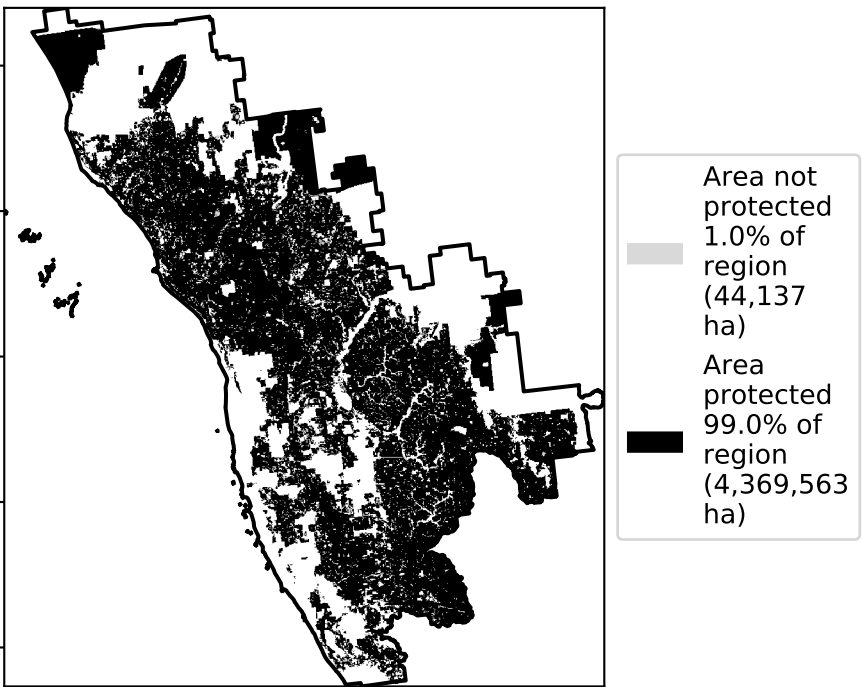 Area not
protected
1.0% of
region
(44,137
ha)
Area
protected
99.0% of
region
(4,369,563
ha)